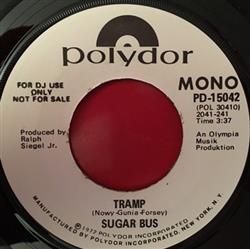 polydor
FOR DJ USE
ONLY
NOT FOR SALE
MONO
PD-15042
(POL 30410)
2041-241
Time 3:37
Produced by
Ralph
Siegel Jr.
An Olympia
Musik
Produktion
TRAMP
(Nowy-Gunia-Forsey)
SUGAR BUS
© 1972 POLYDOR INCORPORATED
MANUFACTURED BY POLYDOR INCORPORATED, NEW YORK, N.Y.